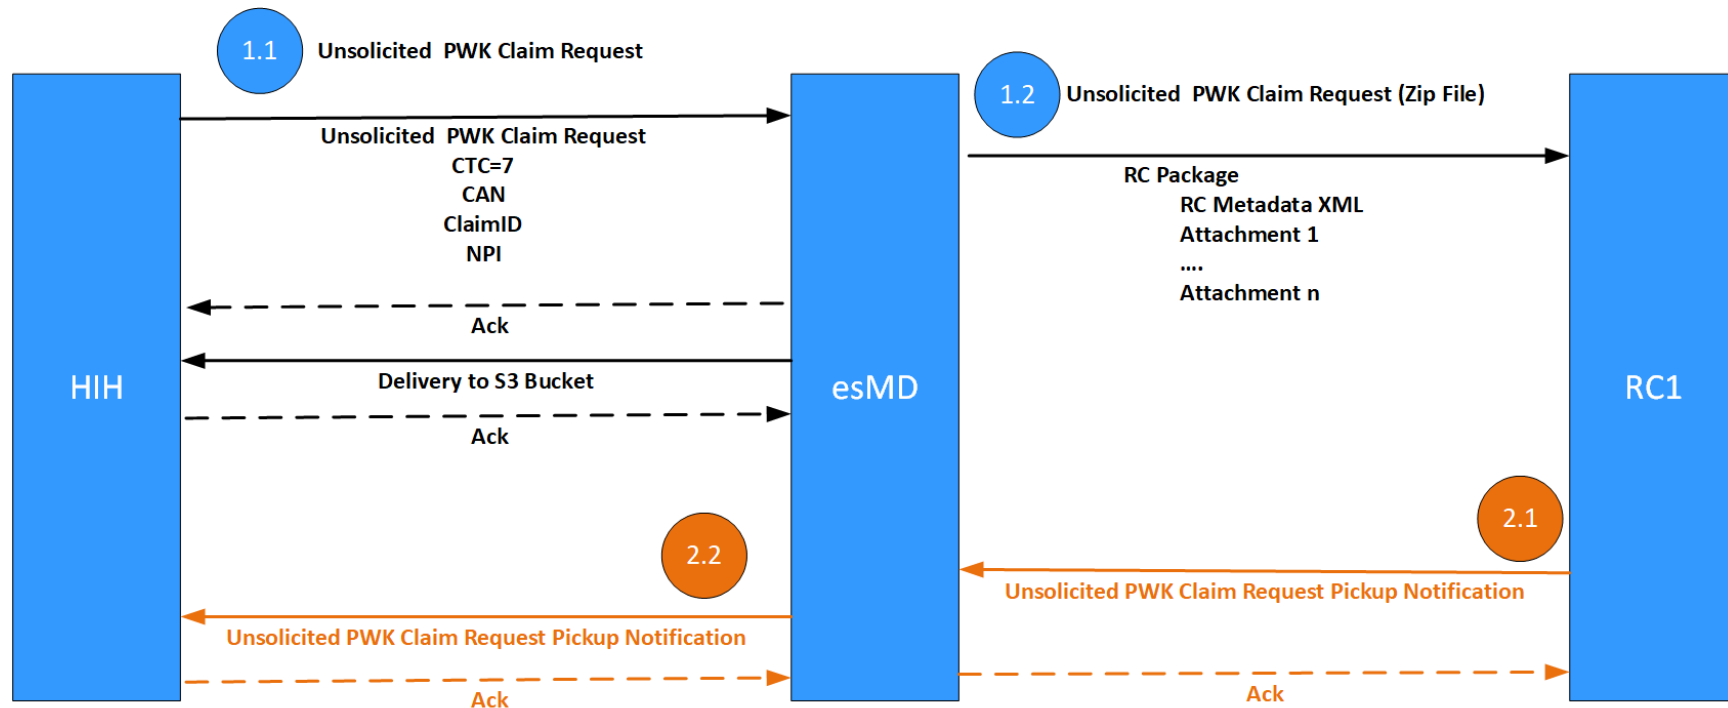 1.1
Unsolicited PWK Claim Request
1.2
Unsolicited PWK Claim Request (Zip File)
Unsolicited PWK Claim Request
CTC=7
CAN
ClaimID
NPI
RC Package
RC Metadata XML
Attachment 1
....
Attachment n
Ack
Delivery to S3 Bucket
Ack
HIH
esMD
RC1
2.1
Unsolicited PWK Claim Request Pickup Notification
2.2
Unsolicited PWK Claim Request Pickup Notification
Ack
Ack